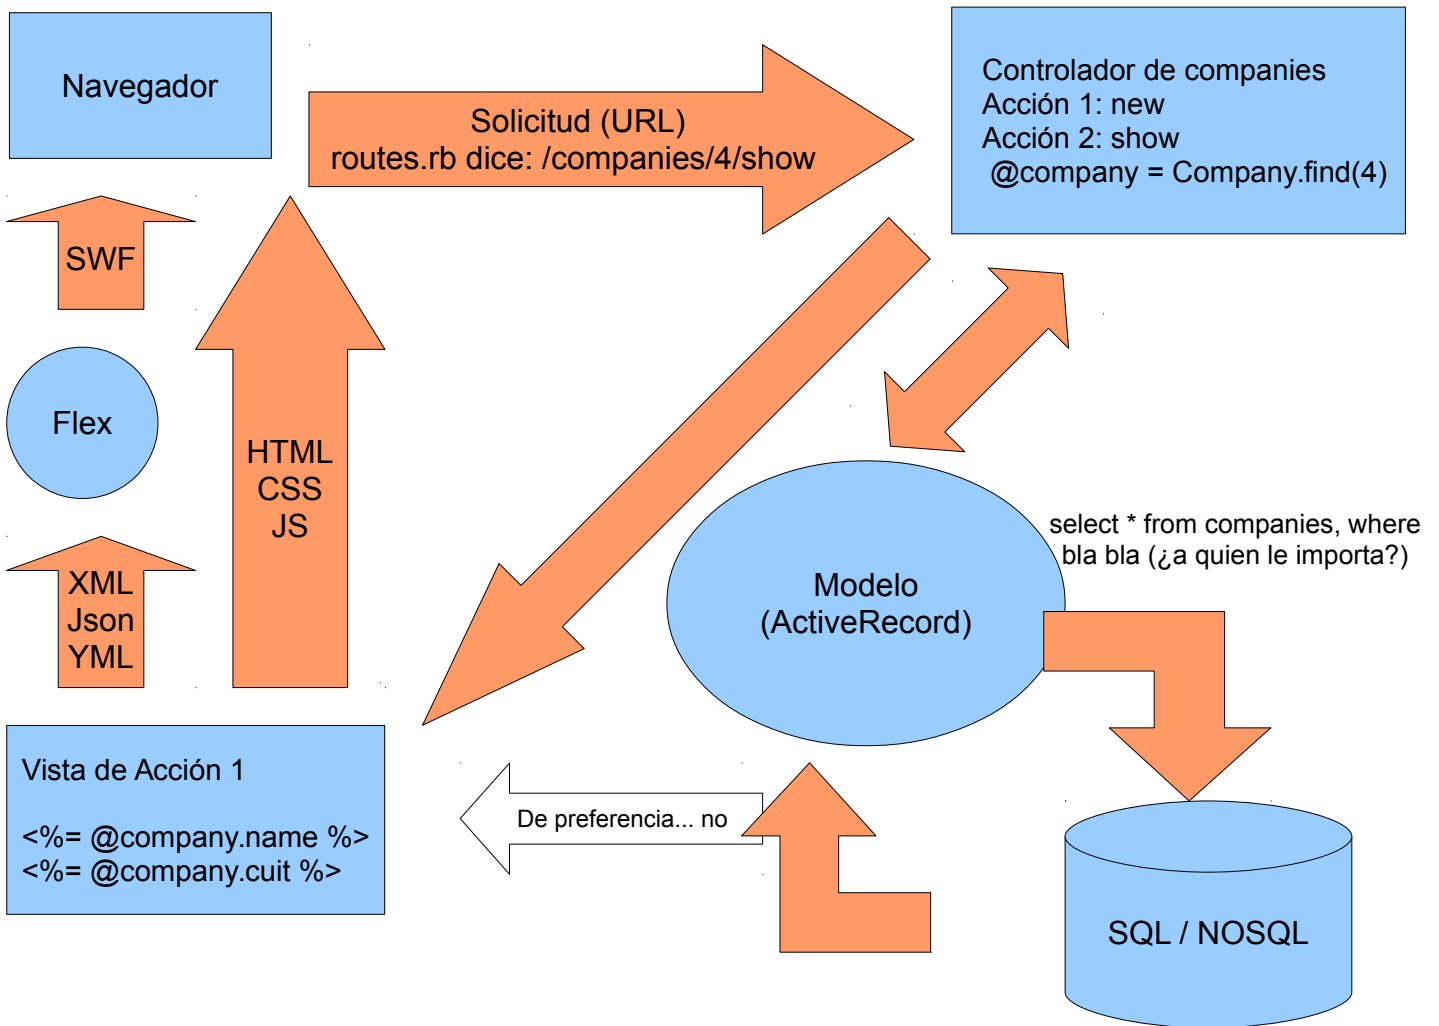 Navegador
Solicitud (URL)
routes.rb dice: /companies/4/show
Controlador de companies
Acción 1: new
Acción 2: show
@company = Company.find(4)
SWF
Flex
HTML
CSS
JS
XML
Json
YML
Modelo
(ActiveRecord)
select * from companies, where
bla bla (¿a quien le importa?)
Vista de Acción 1
<%= @company.name %>
<%= @company.cuit %>
De preferencia... no
SQL / NOSQL